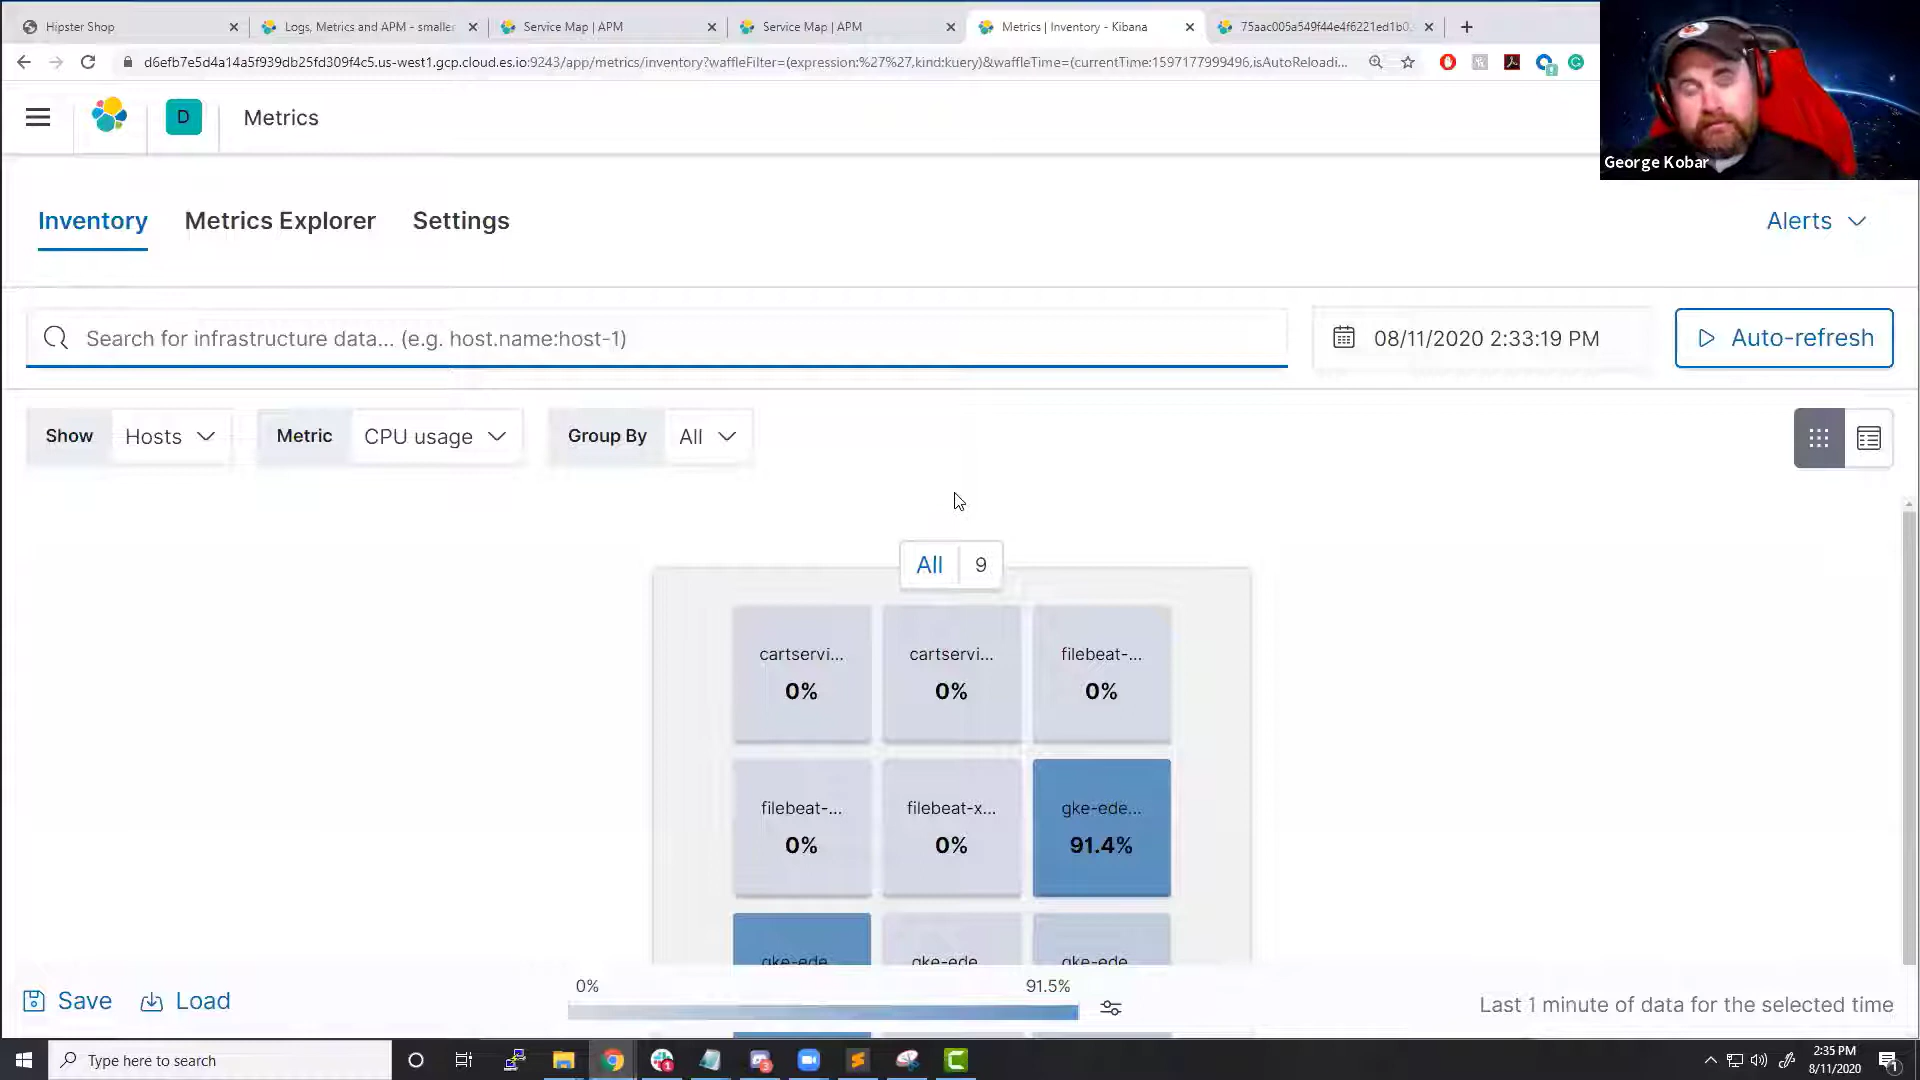 Hipster Shop
Logs, Metrics and APM - smaller
Service Map | APM
Service Map | APM
Metrics | Inventory - Kibana
75aac005a549f44e4f6221ed1b0
d6efb7e5d4a14a5f939db25fd309f4c5.us-west1.gcp.cloud.es.io:9243/app/metrics/inventory?waffleFilter=(expression:%27%27,kind:kuery)&waffleTime=(currentTime:1597177999496,isAutoReloadi...
D
Metrics
George Kobar
Inventory
Metrics Explorer
Settings
Alerts
Search for infrastructure data... (e.g. host.name:host-1)
08/11/2020 2:33:19 PM
Auto-refresh
Show
Hosts
Metric
CPU usage
Group By
All
All
9
cartservi...
0%
cartservi...
0%
filebeat-...
0%
filebeat-...
0%
filebeat-x...
0%
gke-ede...
91.4%
gke-ede
gke-ede
gke-ede
0%
91.5%
Save
Load
Last 1 minute of data for the selected time
Type here to search
2:35 PM
8/11/2020